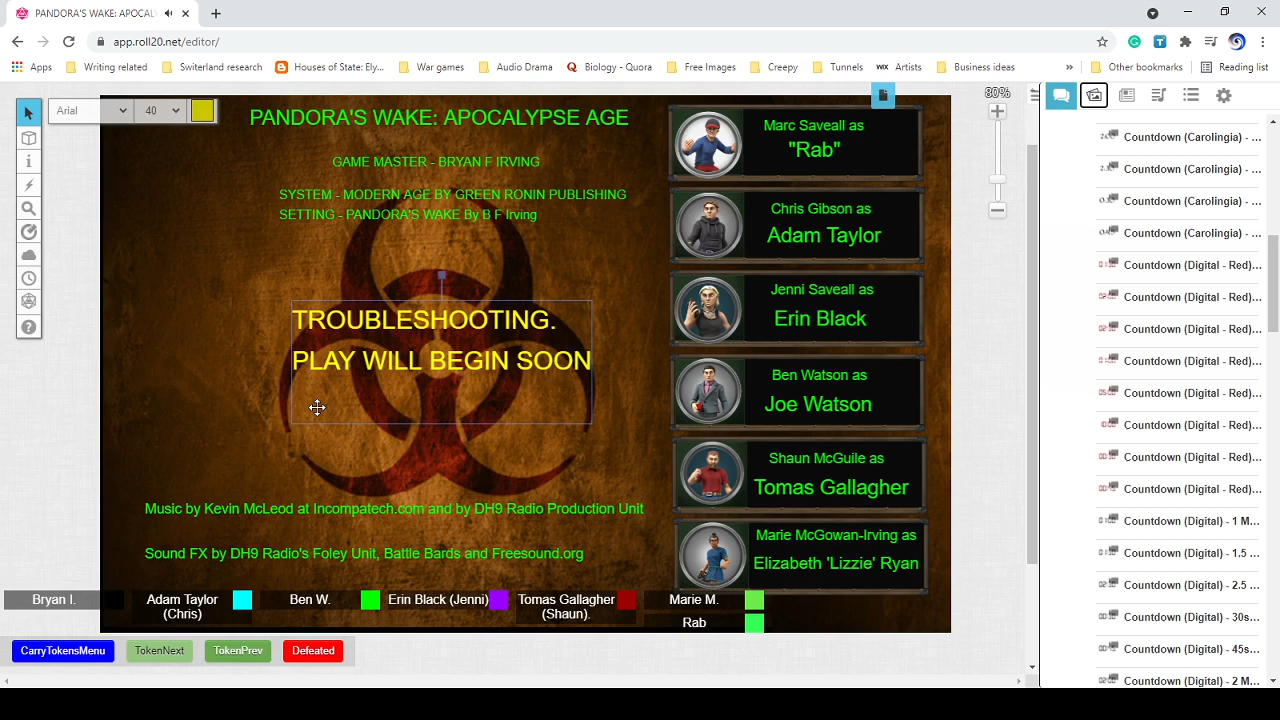 PANDORA'S WAKE: APOCAL
app.roll20.net/editor/
Apps
Writing related
Switerland research
Houses of State: Ely...
War games
Audio Drama
Biology - Quora
Free Images
Creepy
Tunnels
WIX Artists
Business ideas
»
Other bookmarks
Reading list
Arial
40
80%
PANDORA'S WAKE: APOCALYPSE AGE
GAME MASTER - BRYAN F IRVING
SYSTEM - MODERN AGE BY GREEN RONIN PUBLISHING
SETTING - PANDORA'S WAKE By B F Irving
TROUBLESHOOTING.
PLAY WILL BEGIN SOON
Music by Kevin McLeod at Incompatech.com and by DH9 Radio Production Unit
Sound FX by DH9 Radio's Foley Unit, Battle Bards and Freesound.org
Marc Saveall as
"Rab"
Chris Gibson as
Adam Taylor
Jenni Saveall as
Erin Black
Ben Watson as
Joe Watson
Shaun McGuile as
Tomas Gallagher
Marie McGowan-Irving as
Elizabeth 'Lizzie' Ryan
Bryan I.
Adam Taylor
(Chris)
Ben W.
Erin Black (Jenni)
Tomas Gallagher
(Shaun).
Marie M.
Rab
CarryTokensMenu
TokenNext
TokenPrev
Defeated
Countdown (Carolingia) - ...
Countdown (Carolingia) - ...
Countdown (Carolingia) - ...
Countdown (Carolingia) - ...
Countdown (Digital - Red)...
Countdown (Digital - Red)...
Countdown (Digital - Red)...
Countdown (Digital - Red)...
Countdown (Digital - Red)...
Countdown (Digital - Red)...
Countdown (Digital - Red)...
Countdown (Digital - Red)...
Countdown (Digital) - 1 M...
Countdown (Digital) - 1.5 ...
Countdown (Digital) - 2.5 ...
Countdown (Digital) - 30s...
Countdown (Digital) - 45s...
Countdown (Digital) - 2 M...